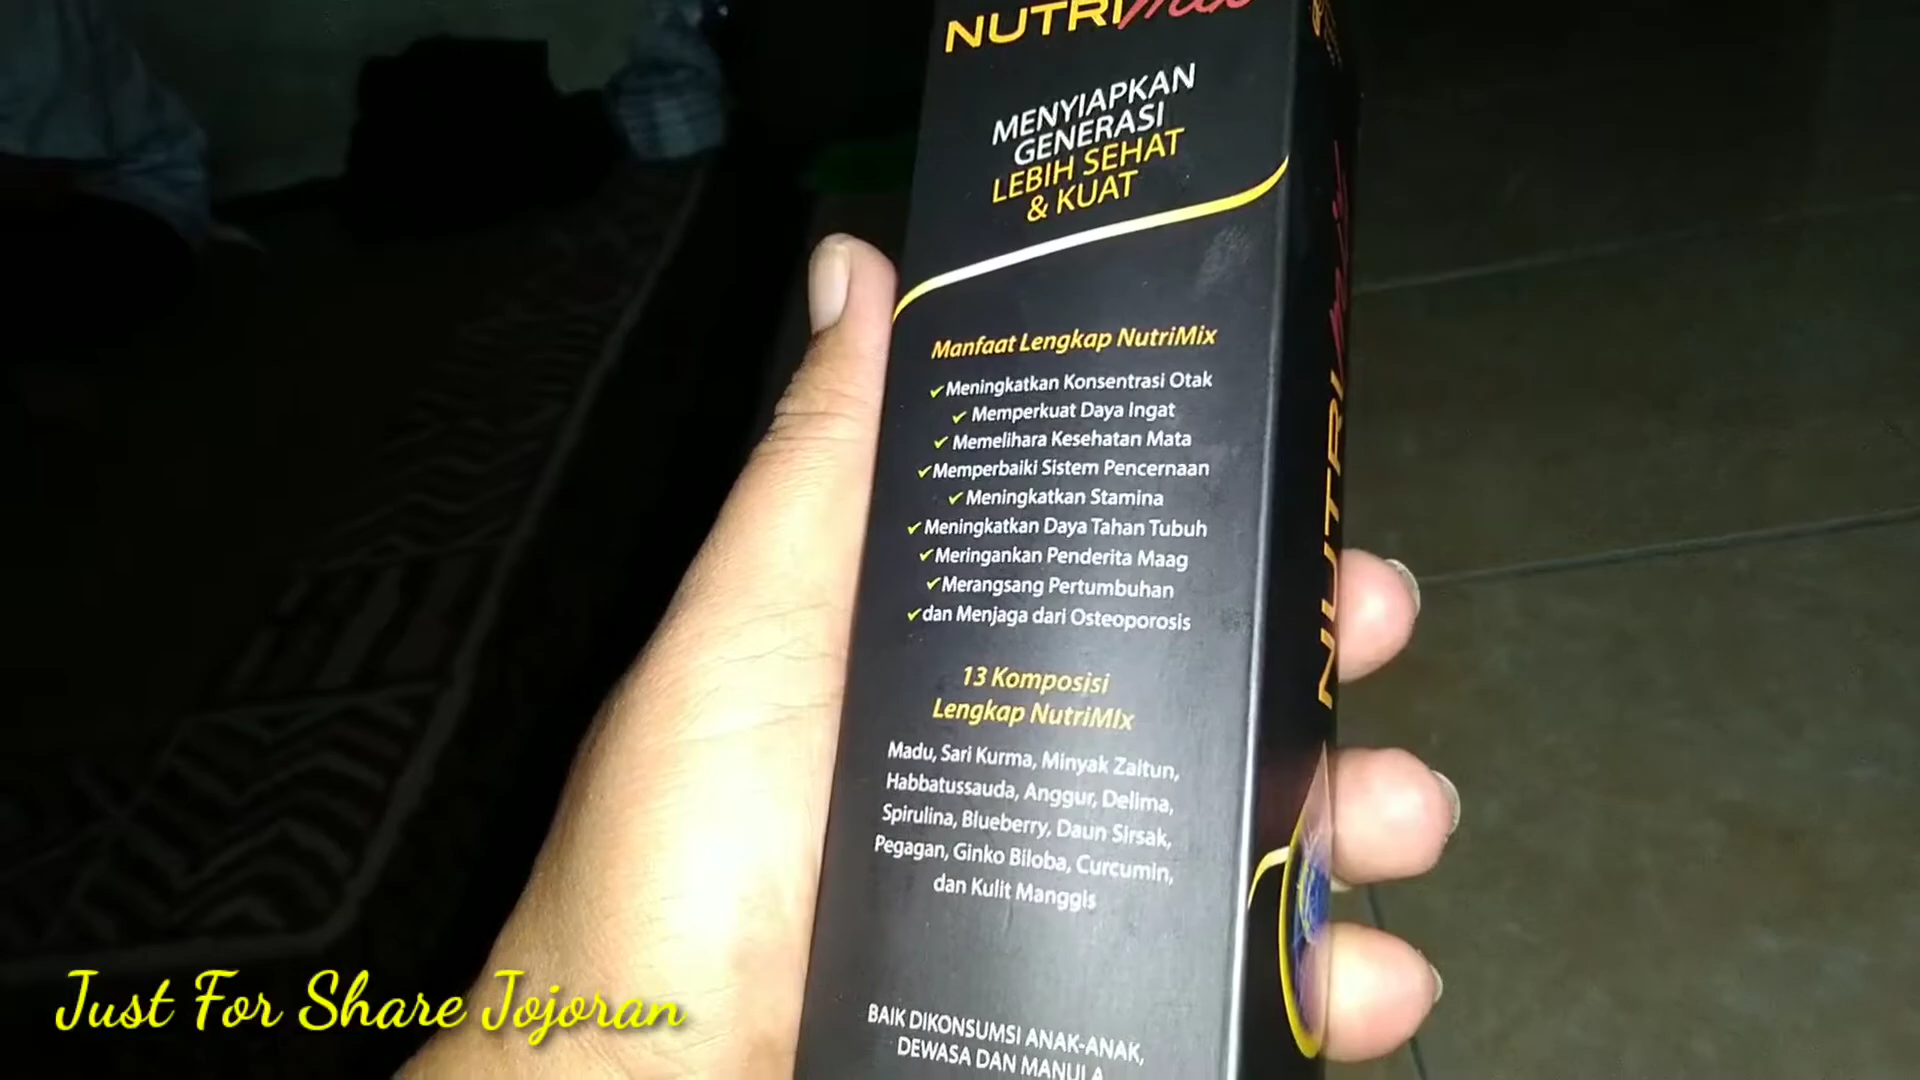 NUTRIMix
MENYIAPKAN
GENERASI
LEBIH SEHAT
& KUAT
Manfaat Lengkap NutriMix
✔Meningkatkan Konsentrasi Otak
✔ Memperkuat Daya Ingat
✔ Memelihara Kesehatan Mata
✔Memperbaiki Sistem Pencernaan
✔Meningkatkan Stamina
✔Meningkatkan Daya Tahan Tubuh
✔Meringankan Penderita Maag
✔Merangsang Pertumbuhan
✔dan Menjaga dari Osteoporosis
13 Komposisi
Lengkap NutriMIx
Madu, Sari Kurma, Minyak Zaitun,
Habbatussauda, Anggur, Delima,
Spirulina, Blueberry, Daun Sirsak,
Pegagan, Ginko Biloba, Curcumin,
dan Kulit Manggis
BAIK DIKONSUMSI ANAK-ANAK,
DEWASA DAN MANULA
NUTRIMix
Just For Share Jojoran